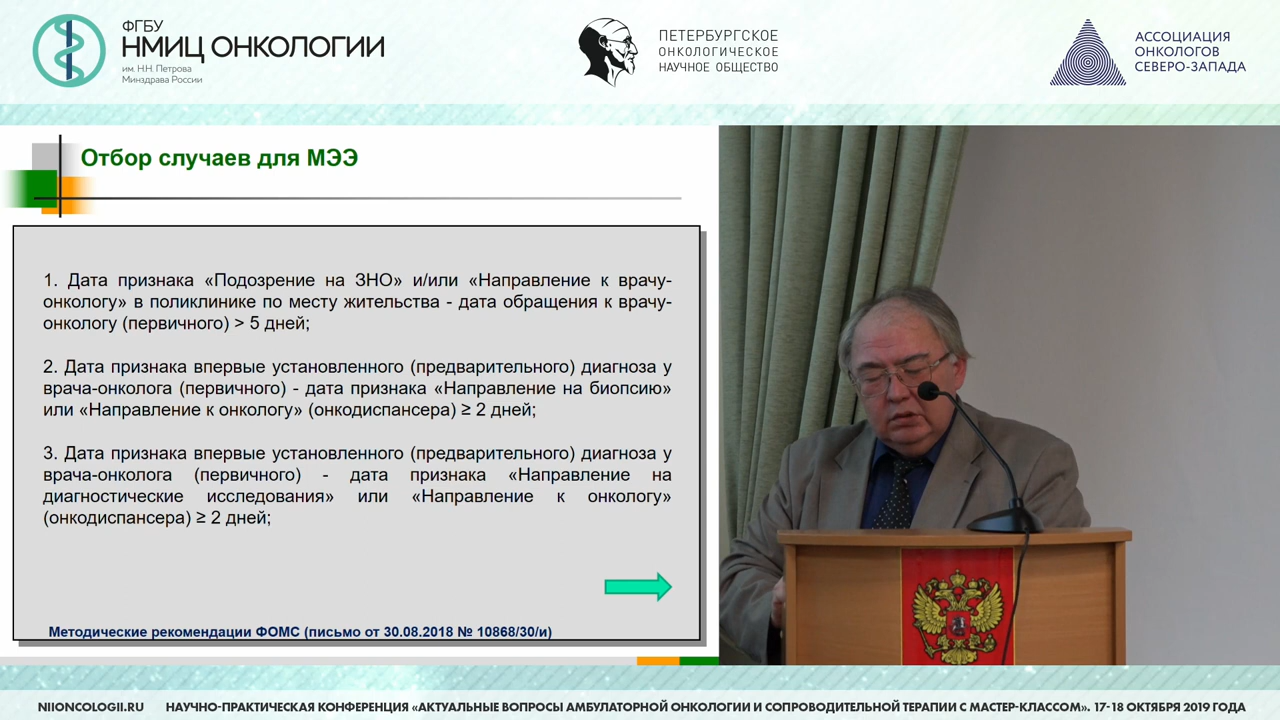 ФГБУ
НМИЦ ОНКОЛОГИИ
им. Н.Н. Петрова
Минздрава России
ПЕТЕРБУРГСКОЕ
ОНКОЛОГИЧЕСКОЕ
НАУЧНОЕ ОБЩЕСТВО
АССОЦИАЦИЯ
ОНКОЛОГОВ
СЕВЕРО-ЗАПАДА
Отбор случаев для МЭЭ
1. Дата признака «Подозрение на ЗНО» и/или «Направление к врачу-
онкологу» в поликлинике по месту жительства - дата обращения к врачу-
онкологу (первичного) > 5 дней;
2. Дата признака впервые установленного (предварительного) диагноза у
врача-онколога (первичного) - дата признака «Направление на биопсию»
или «Направление к онкологу» (онкодиспансера) ≥ 2 дней;
3. Дата признака впервые установленного (предварительного) диагноза у
врача-онколога (первичного) - дата признака «Направление на
диагностические исследования» или «Направление к онкологу»
(онкодиспансера) ≥ 2 дней;
Методические рекомендации ФОМС (письмо от 30.08.2018 № 10868/30/и)
NIIONCOLOGII.RU НАУЧНО-ПРАКТИЧЕСКАЯ КОНФЕРЕНЦИЯ «АКТУАЛЬНЫЕ ВОПРОСЫ АМБУЛАТОРНОЙ ОНКОЛОГИИ И СОПРОВОДИТЕЛЬНОЙ ТЕРАПИИ С МАСТЕР-КЛАССОМ». 17-18 ОКТЯБРЯ 2019 ГОДА